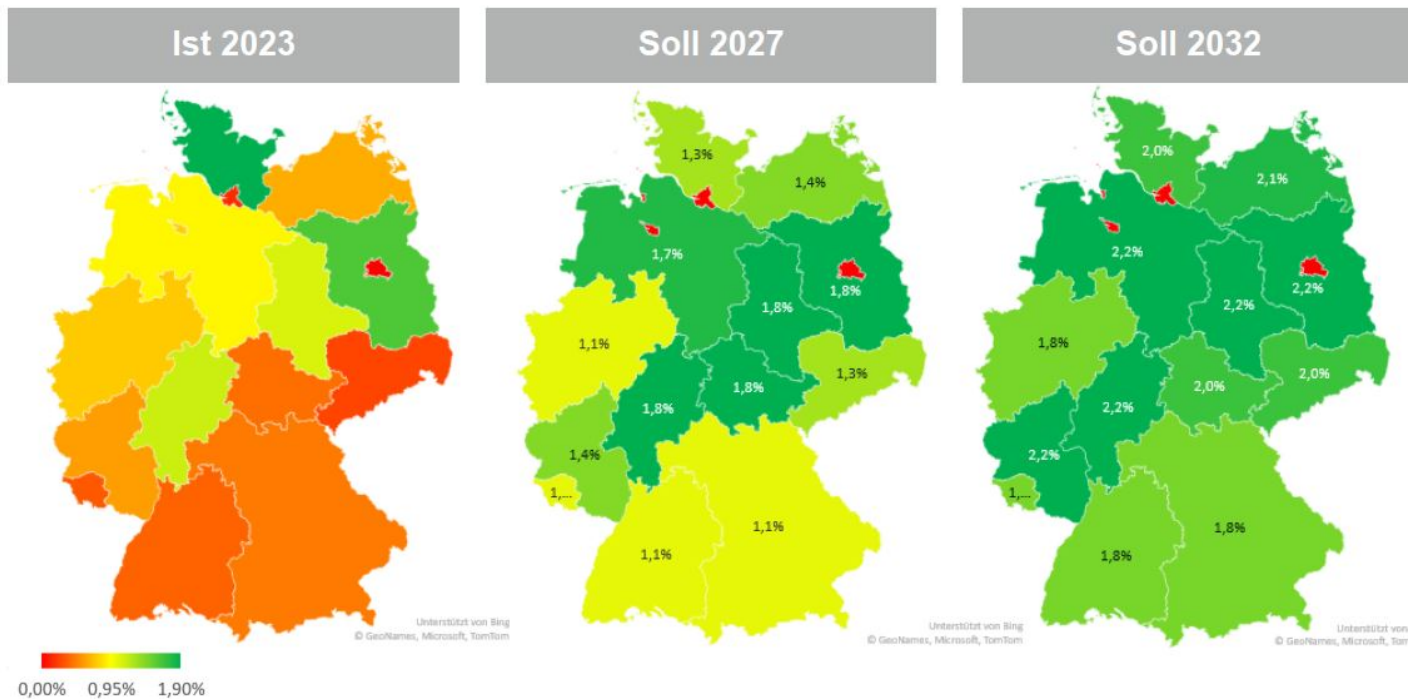 Ist 2023
Soll 2027
Soll 2032
1,3%
1,4%
1,7%
1,8%
1,8%
1,1%
1,3%
1,8%
1,8%
1,4%
1,...
1,1%
1,1%
2,0%
2,1%
2,2%
2,2%
2,2%
1,8%
2,0%
2,0%
2,2%
2,2%
1,...
1,8%
1,8%
Unterstützt von Bing
© GeoNames, Microsoft, TomTom
Unterstützt von Bing
© GeoNames, Microsoft, TomTom
Unterstützt von
© GeoNames, Microsoft, TomT
0,00% 0,95% 1,90%